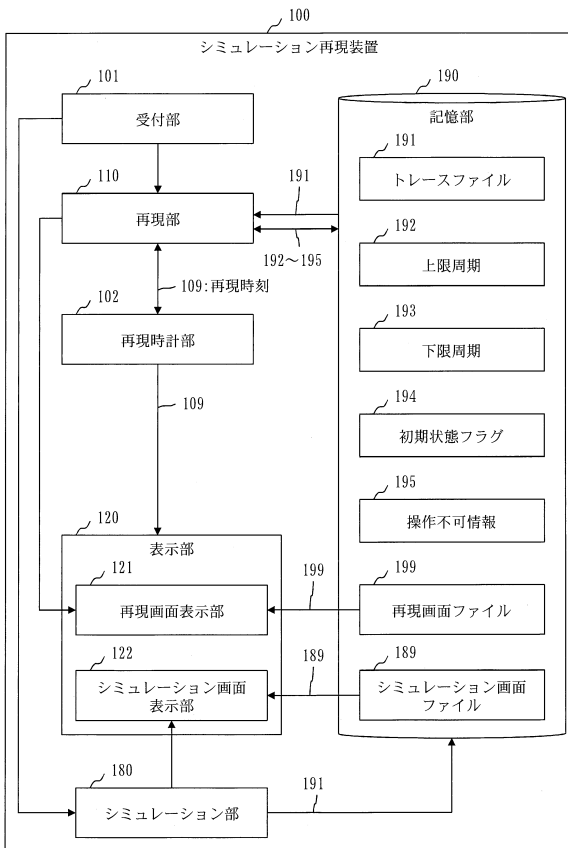 100
シミュレーション再現装置
101
受付部
110
再現部
191
192～195
109:再現時刻
102
再現時計部
109
120
表示部
121
再現画面表示部
122
シミュレーション画面
表示部
180
シミュレーション部
191
190
記憶部
191
トレースファイル
192
上限周期
193
下限周期
194
初期状態フラグ
195
操作不可情報
199
199
再現画面ファイル
189
189
シミュレーション画面
ファイル